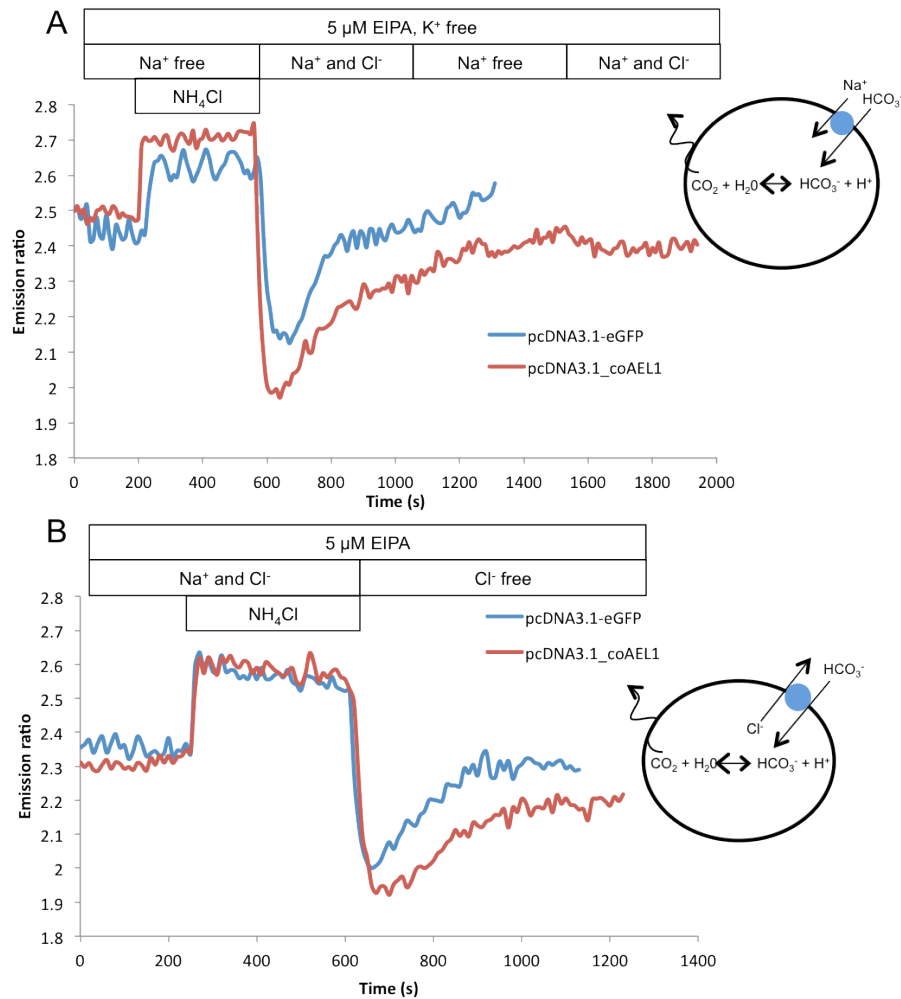 A
5 µM EIPA, K⁺ free
Na⁺ free
Na⁺ and Cl⁻
Na⁺ free
Na⁺ and Cl⁻
NH₄Cl
2.8
2.7
2.6
2.5
2.4
2.3
2.2
2.1
2
1.9
1.8
Emission ratio
0 200 400 600 800 1000 1200 1400 1600 1800 2000
Time (s)
pcDNA3.1-eGFP
pcDNA3.1_coAEL1
Na⁺
HCO₃⁻
CO₂ + H₂0 HCO₃⁻ + H⁺
B
5 µM EIPA
Na⁺ and Cl⁻
Cl⁻ free
NH₄Cl
2.8
2.7
2.6
2.5
2.4
2.3
2.2
2.1
2
1.9
1.8
Emission ratio
0 200 400 600 800 1000 1200 1400
Time (s)
pcDNA3.1-eGFP
pcDNA3.1_coAEL1
HCO₃⁻
Cl⁻
CO₂ + H₂0 HCO₃⁻ + H⁺